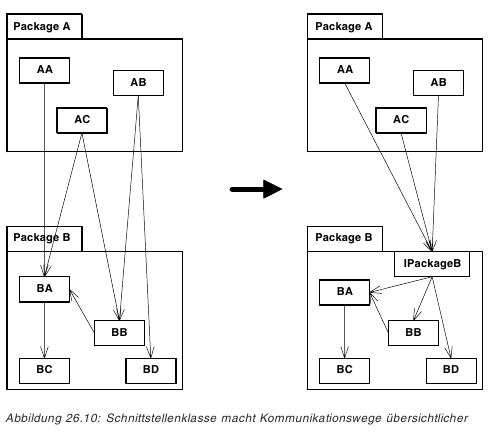 Package A
AA
AB
AC
Package B
BA
BB
BC
BD
Package A
AA
AB
AC
Package B
IPackageB
BA
BB
BC
BD
Abbildung 26.10: Schnittstellenklasse macht Kommunikationswege übersichtlicher